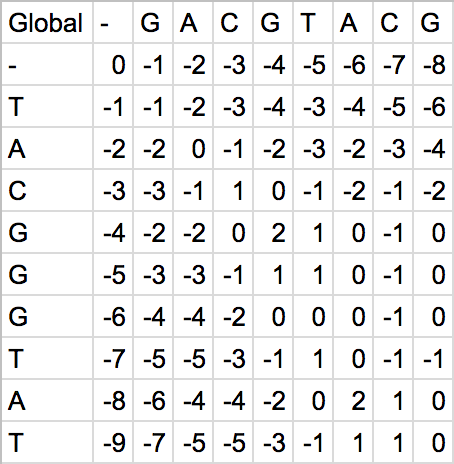 Global - G A C G T A C G
- 0 -1 -2 -3 -4 -5 -6 -7 -8
T -1 -1 -2 -3 -4 -3 -4 -5 -6
A -2 -2 0 -1 -2 -3 -2 -3 -4
C -3 -3 -1 1 0 -1 -2 -1 -2
G -4 -2 -2 0 2 1 0 -1 0
G -5 -3 -3 -1 1 1 0 -1 0
G -6 -4 -4 -2 0 0 0 -1 0
T -7 -5 -5 -3 -1 1 0 -1 -1
A -8 -6 -4 -4 -2 0 2 1 0
T -9 -7 -5 -5 -3 -1 1 1 0